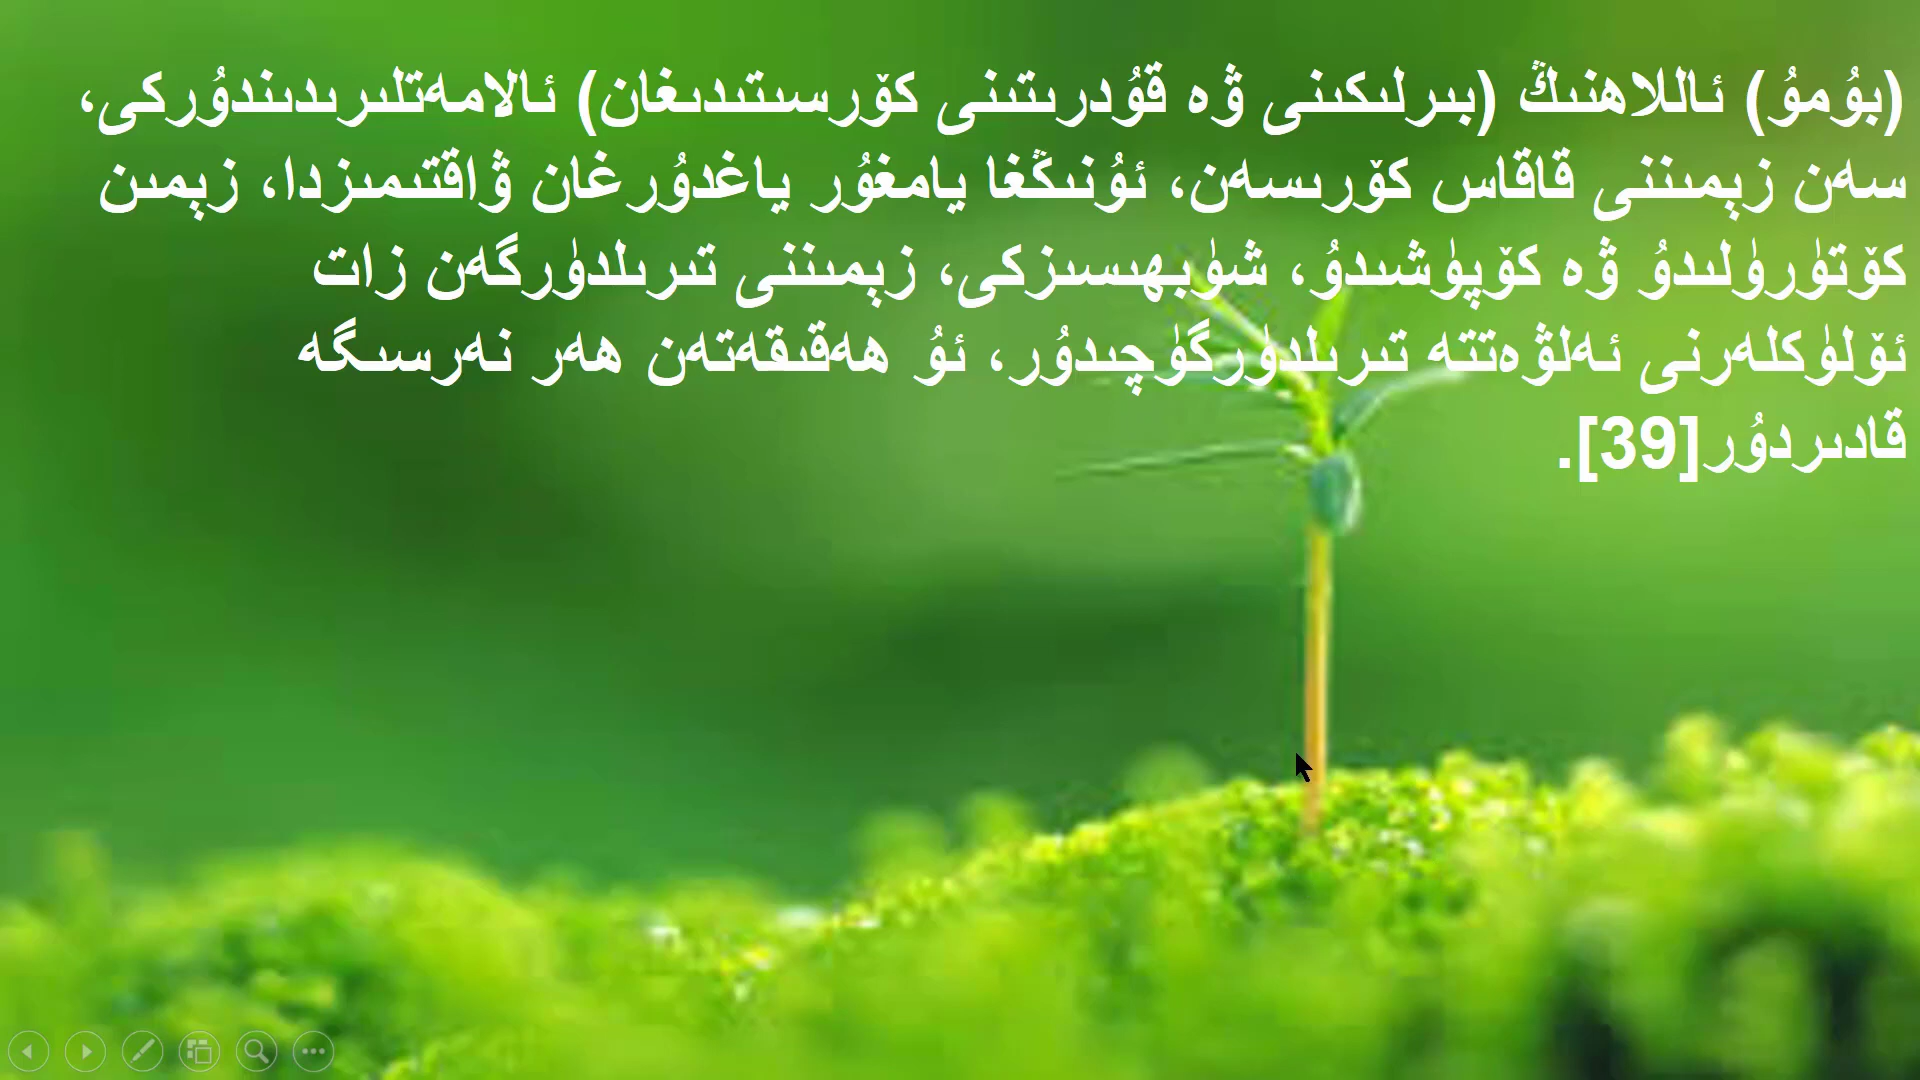 (بۇمۇ) ئاللاھنىڭ (بىرلىكىنى ۋە قۇدرىتىنى كۆرسىتىدىغان) ئالامەتلىرىدىندۇركى،
سەن زېمىننى قاقاس كۆرىسەن، ئۇنىڭغا يامغۇر ياغدۇرغان ۋاقتىمىزدا، زېمىن
كۆتۈرۈلىدۇ ۋە كۆپۈشىدۇ، شۈبھىسىزكى، زېمىننى تىرىلدۈرگەن زات
ئۆلۈكلەرنى ئەلۋەتتە تىرىلدۈرگۈچىدۇر، ئۇ ھەقىقەتەن ھەر نەرسىگە
قادىردۇر[39].